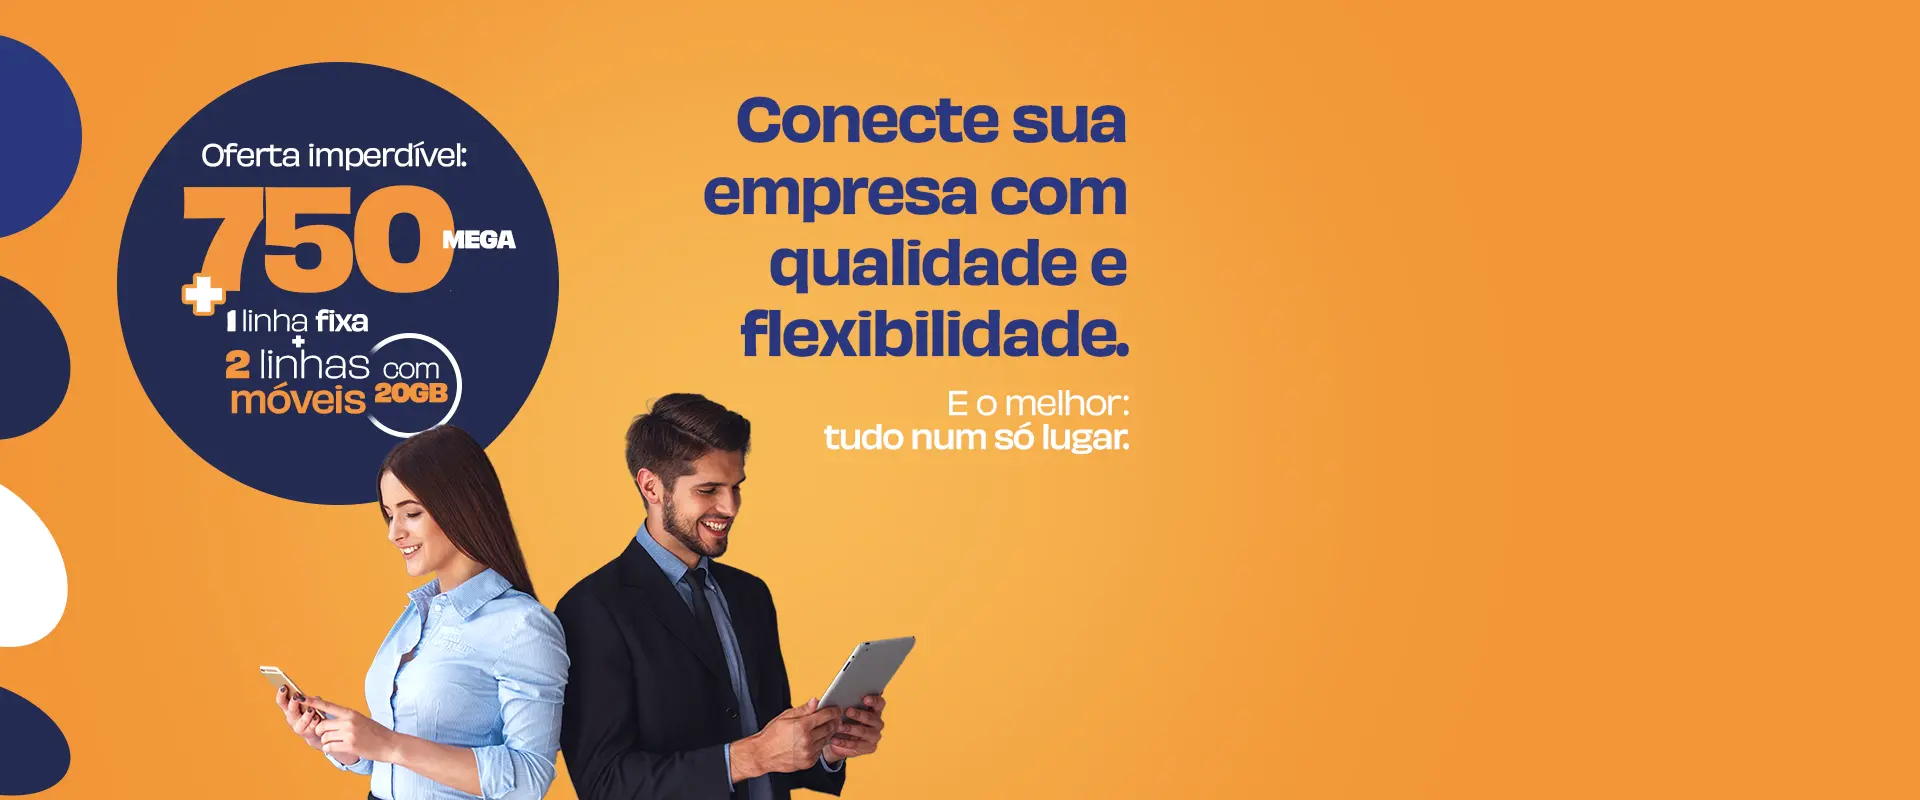 Oferta imperdível:
750 MEGA
+
1 linha fixa
+
2 linhas
móveis
com
20GB
Conecte sua
empresa com
qualidade e
flexibilidade.
E o melhor:
tudo num só lugar.